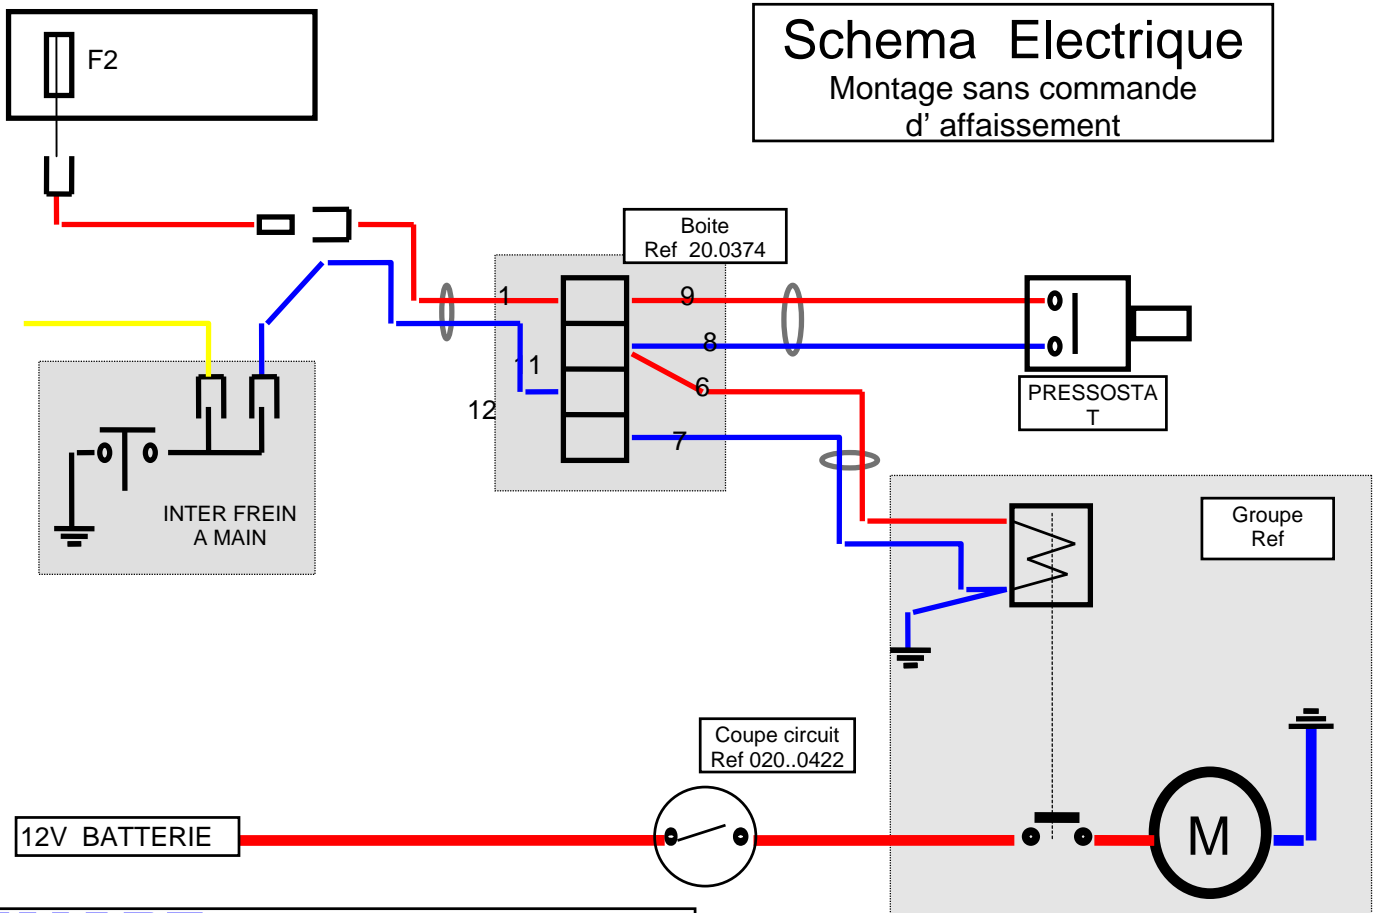 F2
Schema Electrique
Montage sans commande
d' affaissement
Boite
Ref 20.0374
1
9
8
11
6
12
7
PRESSOSTA
T
INTER FREIN
A MAIN
Groupe
Ref
Coupe circuit
Ref 020..0422
12V BATTERIE
M